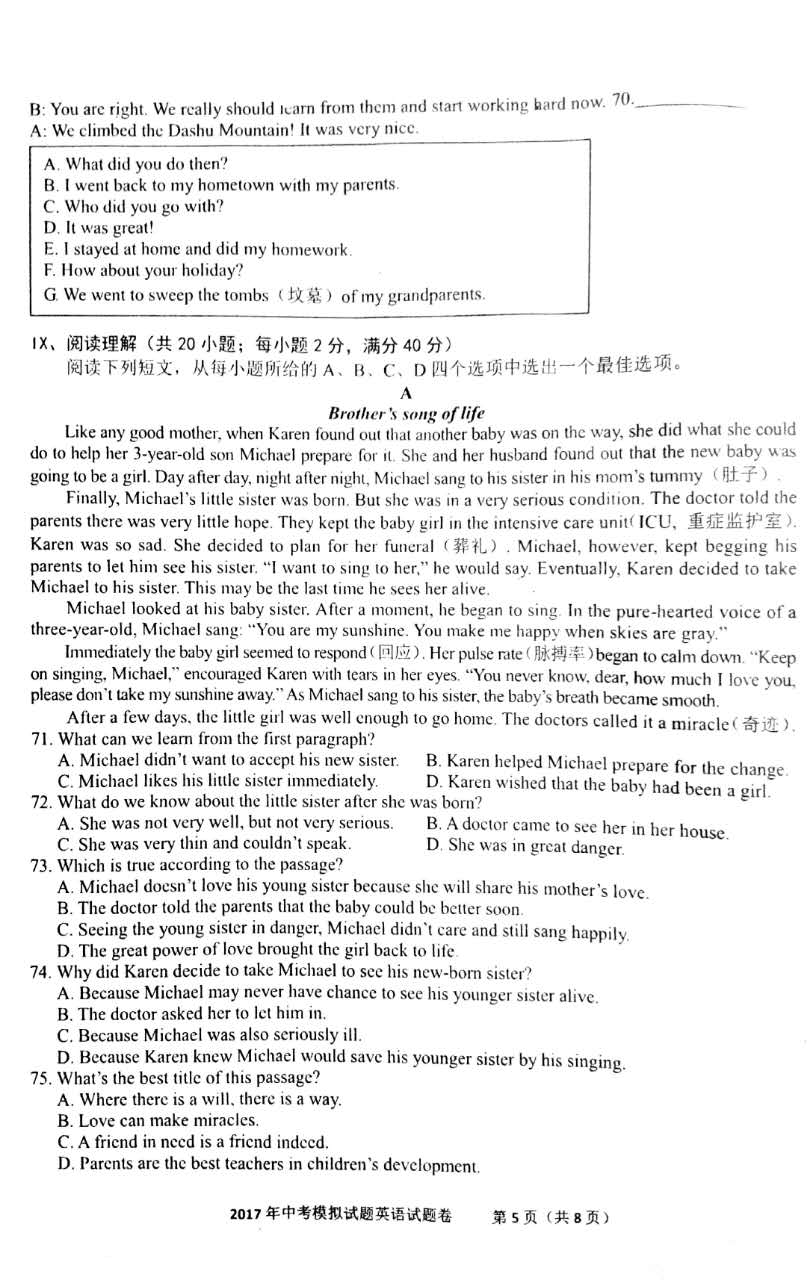 B: You are right. We really should learn from them and start working hard now. 70.__________
A: We climbed the Dashu Mountain! It was very nice.
A. What did you do then?
B. I went back to my hometown with my parents.
C. Who did you go with?
D. It was great!
E. I stayed at home and did my homework.
F. How about your holiday?
G. We went to sweep the tombs（坟墓）of my grandparents.
IX、阅读理解（共 20 小题；每小题 2 分，满分 40 分）
阅读下列短文，从每小题所给的 A、B、C、D 四个选项中选出一个最佳选项。
A
Brother's song of life
Like any good mother, when Karen found out that another baby was on the way, she did what she could
do to help her 3-year-old son Michael prepare for it. She and her husband found out that the new baby was
going to be a girl. Day after day, night after night, Michael sang to his sister in his mom's tummy（肚子）.
Finally, Michael's little sister was born. But she was in a very serious condition. The doctor told the
parents there was very little hope. They kept the baby girl in the intensive care unit(ICU, 重症监护室).
Karen was so sad. She decided to plan for her funeral（葬礼）. Michael, however, kept begging his
parents to let him see his sister. "I want to sing to her," he would say. Eventually, Karen decided to take
Michael to his sister. This may be the last time he sees her alive.
Michael looked at his baby sister. After a moment, he began to sing. In the pure-hearted voice of a
three-year-old, Michael sang: "You are my sunshine. You make me happy when skies are gray."
Immediately the baby girl seemed to respond(回应). Her pulse rate(脉搏率)began to calm down. "Keep
on singing, Michael," encouraged Karen with tears in her eyes. "You never know, dear, how much I love you,
please don't take my sunshine away." As Michael sang to his sister, the baby's breath became smooth.
After a few days, the little girl was well enough to go home. The doctors called it a miracle(奇迹).
71. What can we learn from the first paragraph?
A. Michael didn't want to accept his new sister. B. Karen helped Michael prepare for the change.
C. Michael likes his little sister immediately. D. Karen wished that the baby had been a girl.
72. What do we know about the little sister after she was born?
A. She was not very well, but not very serious. B. A doctor came to see her in her house.
C. She was very thin and couldn't speak. D. She was in great danger.
73. Which is true according to the passage?
A. Michael doesn't love his young sister because she will share his mother's love.
B. The doctor told the parents that the baby could be better soon.
C. Seeing the young sister in danger, Michael didn't care and still sang happily.
D. The great power of love brought the girl back to life.
74. Why did Karen decide to take Michael to see his new-born sister?
A. Because Michael may never have chance to see his younger sister alive.
B. The doctor asked her to let him in.
C. Because Michael was also seriously ill.
D. Because Karen knew Michael would save his younger sister by his singing.
75. What's the best title of this passage?
A. Where there is a will, there is a way.
B. Love can make miracles.
C. A friend in need is a friend indeed.
D. Parents are the best teachers in children's development.
2017 年中考模拟试题英语试题卷 第 5 页（共 8 页）